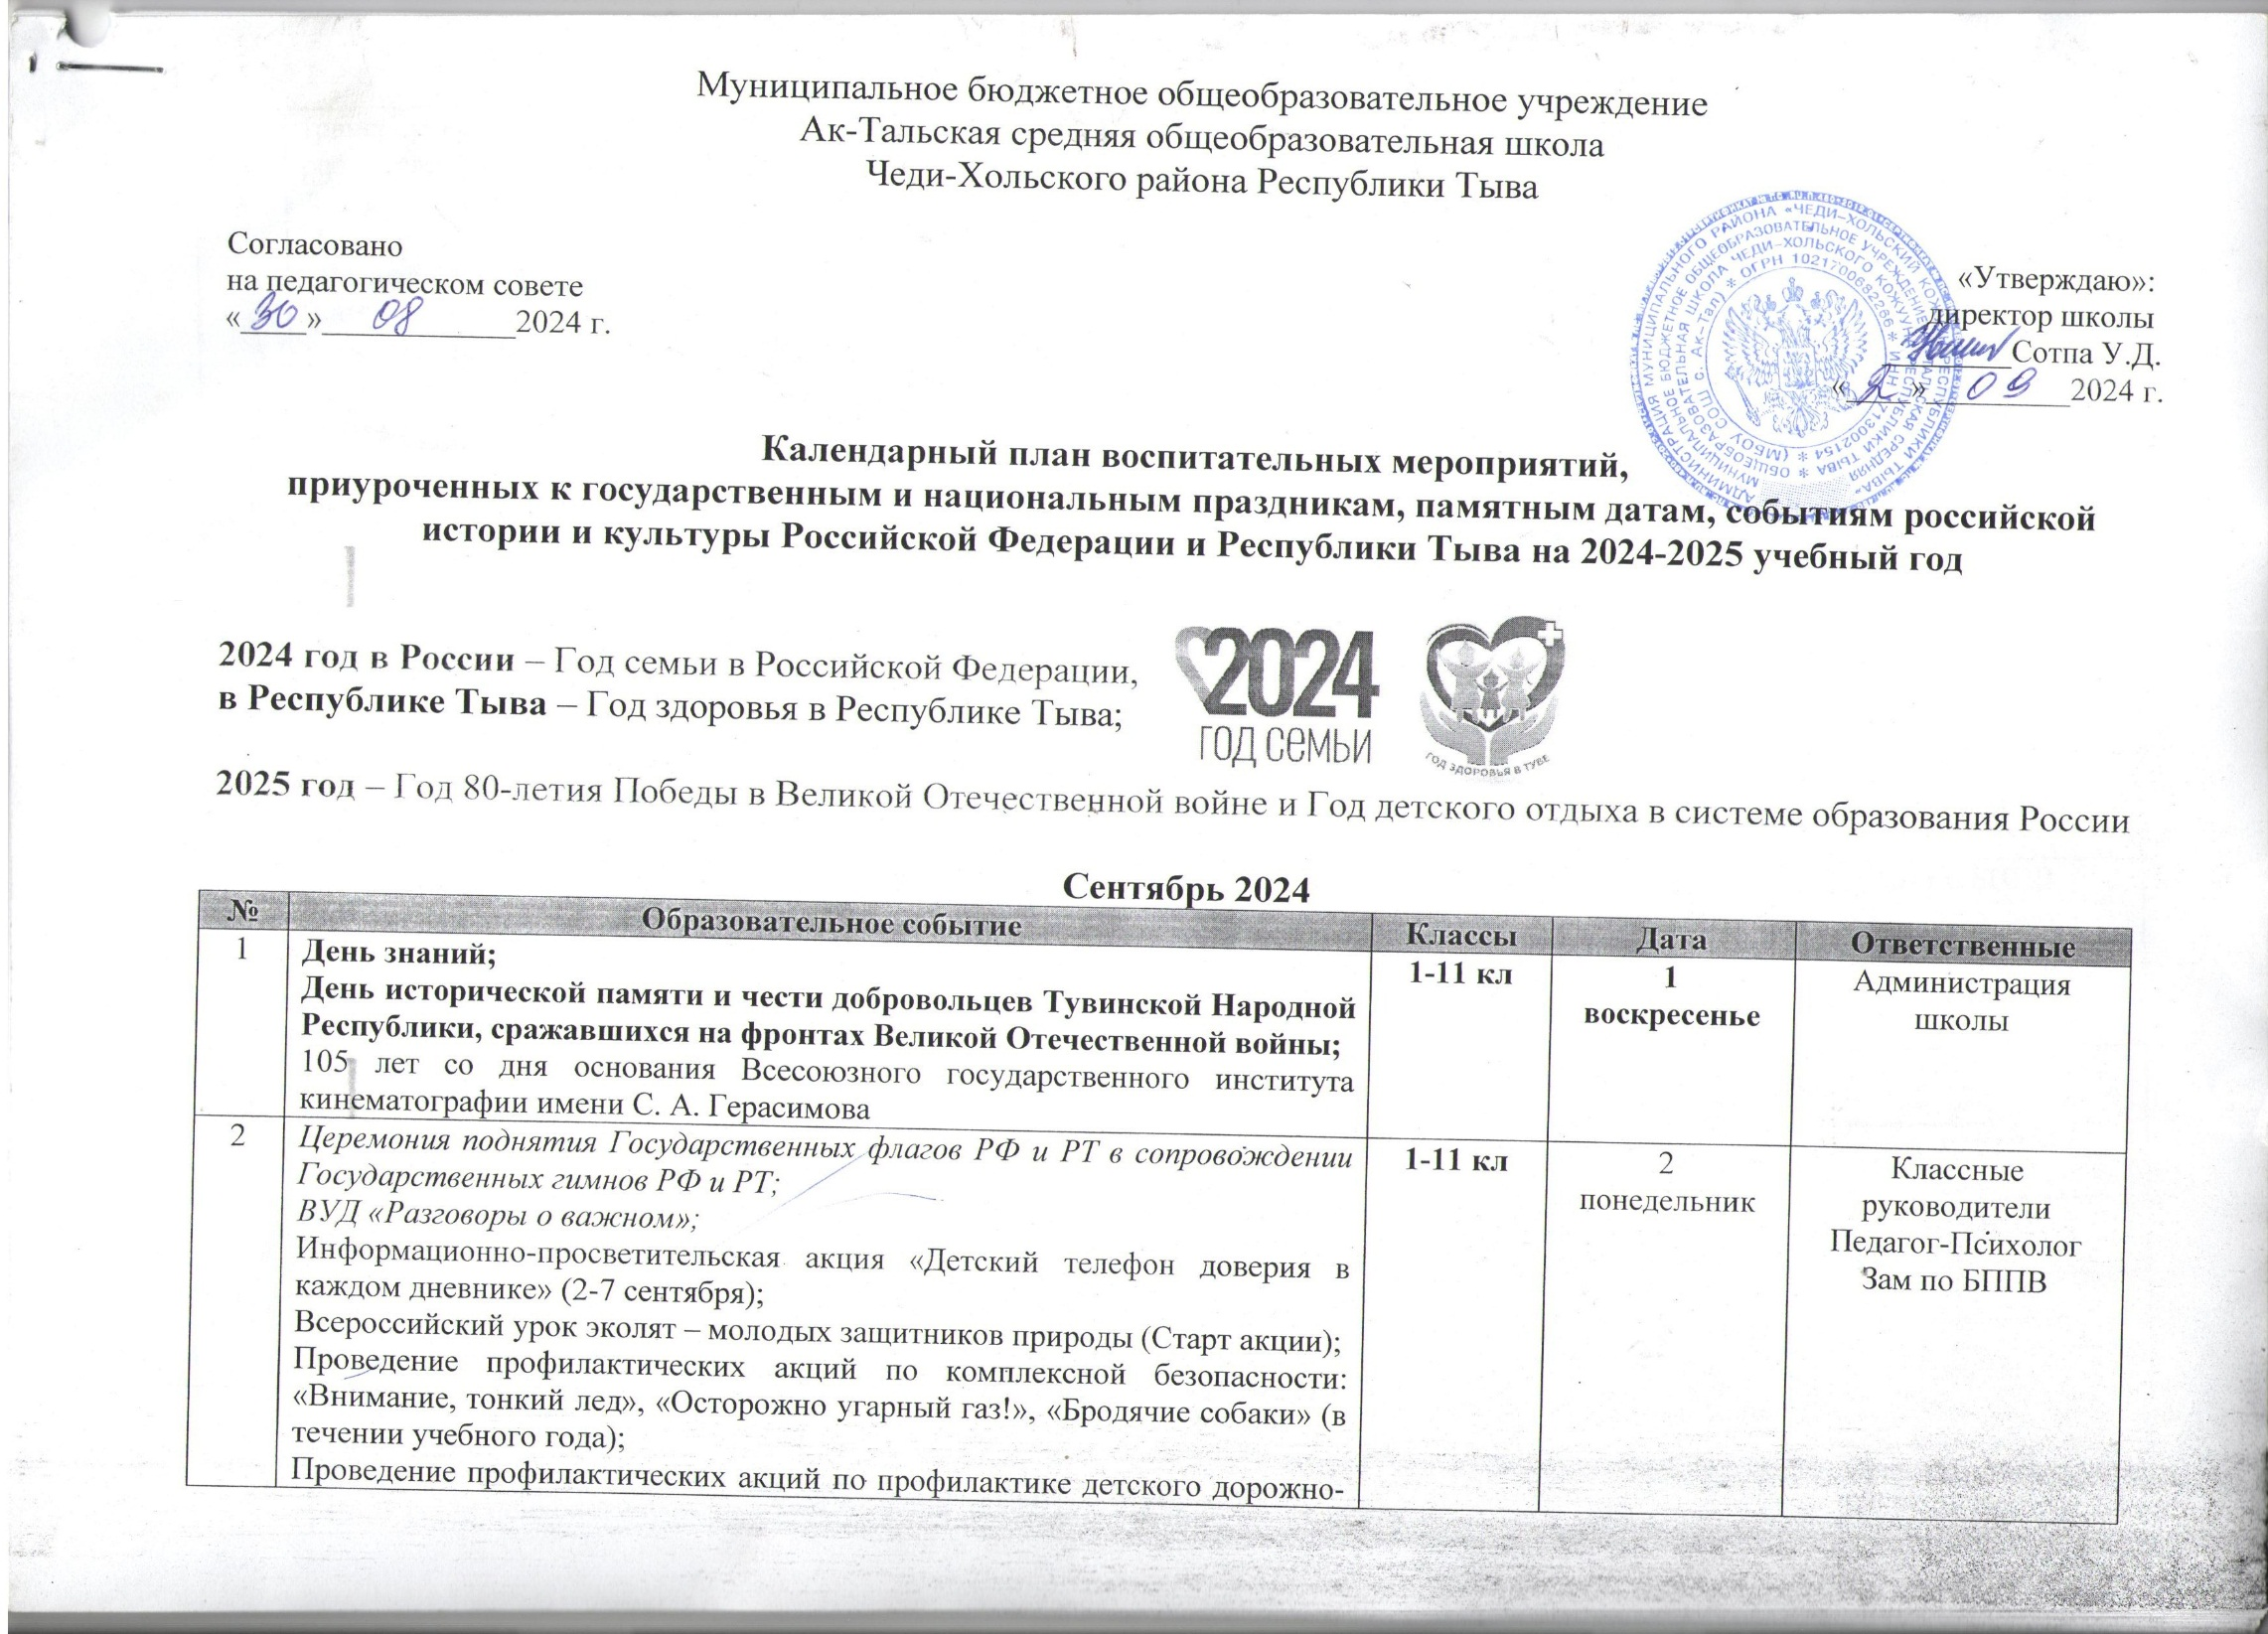 Муниципальное бюджетное общеобразовательное учреждение
Ак-Тальская средняя общеобразовательная школа
Чеди-Хольского района Республики Тыва
Согласовано
на педагогическом совете
«30» 08 2024 г.
«Утверждаю»:
директор школы
Сотпа У.Д.
«2» 09 2024 г.
Календарный план воспитательных мероприятий,
приуроченных к государственным и национальным праздникам, памятным датам, событиям российской
истории и культуры Российской Федерации и Республики Тыва на 2024-2025 учебный год
2024 год в России – Год семьи в Российской Федерации,
в Республике Тыва – Год здоровья в Республике Тыва;
2024
ГОД СЕМЬИ
ГОД ЗДОРОВЬЯ В ТУВЕ
2025 год – Год 80-летия Победы в Великой Отечественной войне и Год детского отдыха в системе образования России
Сентябрь 2024
№ Образовательное событие Классы Дата Ответственные
1
День знаний;
День исторической памяти и чести добровольцев Тувинской Народной
Республики, сражавшихся на фронтах Великой Отечественной войны;
105 лет со дня основания Всесоюзного государственного института
кинематографии имени С. А. Герасимова
1-11 кл
1
воскресенье
Администрация
школы
2
Церемония поднятия Государственных флагов РФ и РТ в сопровождении
Государственных гимнов РФ и РТ;
ВУД «Разговоры о важном»;
Информационно-просветительская акция «Детский телефон доверия в
каждом дневнике» (2-7 сентября);
Всероссийский урок эколят – молодых защитников природы (Старт акции);
Проведение профилактических акций по комплексной безопасности:
«Внимание, тонкий лед», «Осторожно угарный газ!», «Бродячие собаки» (в
течении учебного года);
Проведение профилактических акций по профилактике детского дорожно-
1-11 кл
2
понедельник
Классные
руководители
Педагог-Психолог
Зам по БППВ